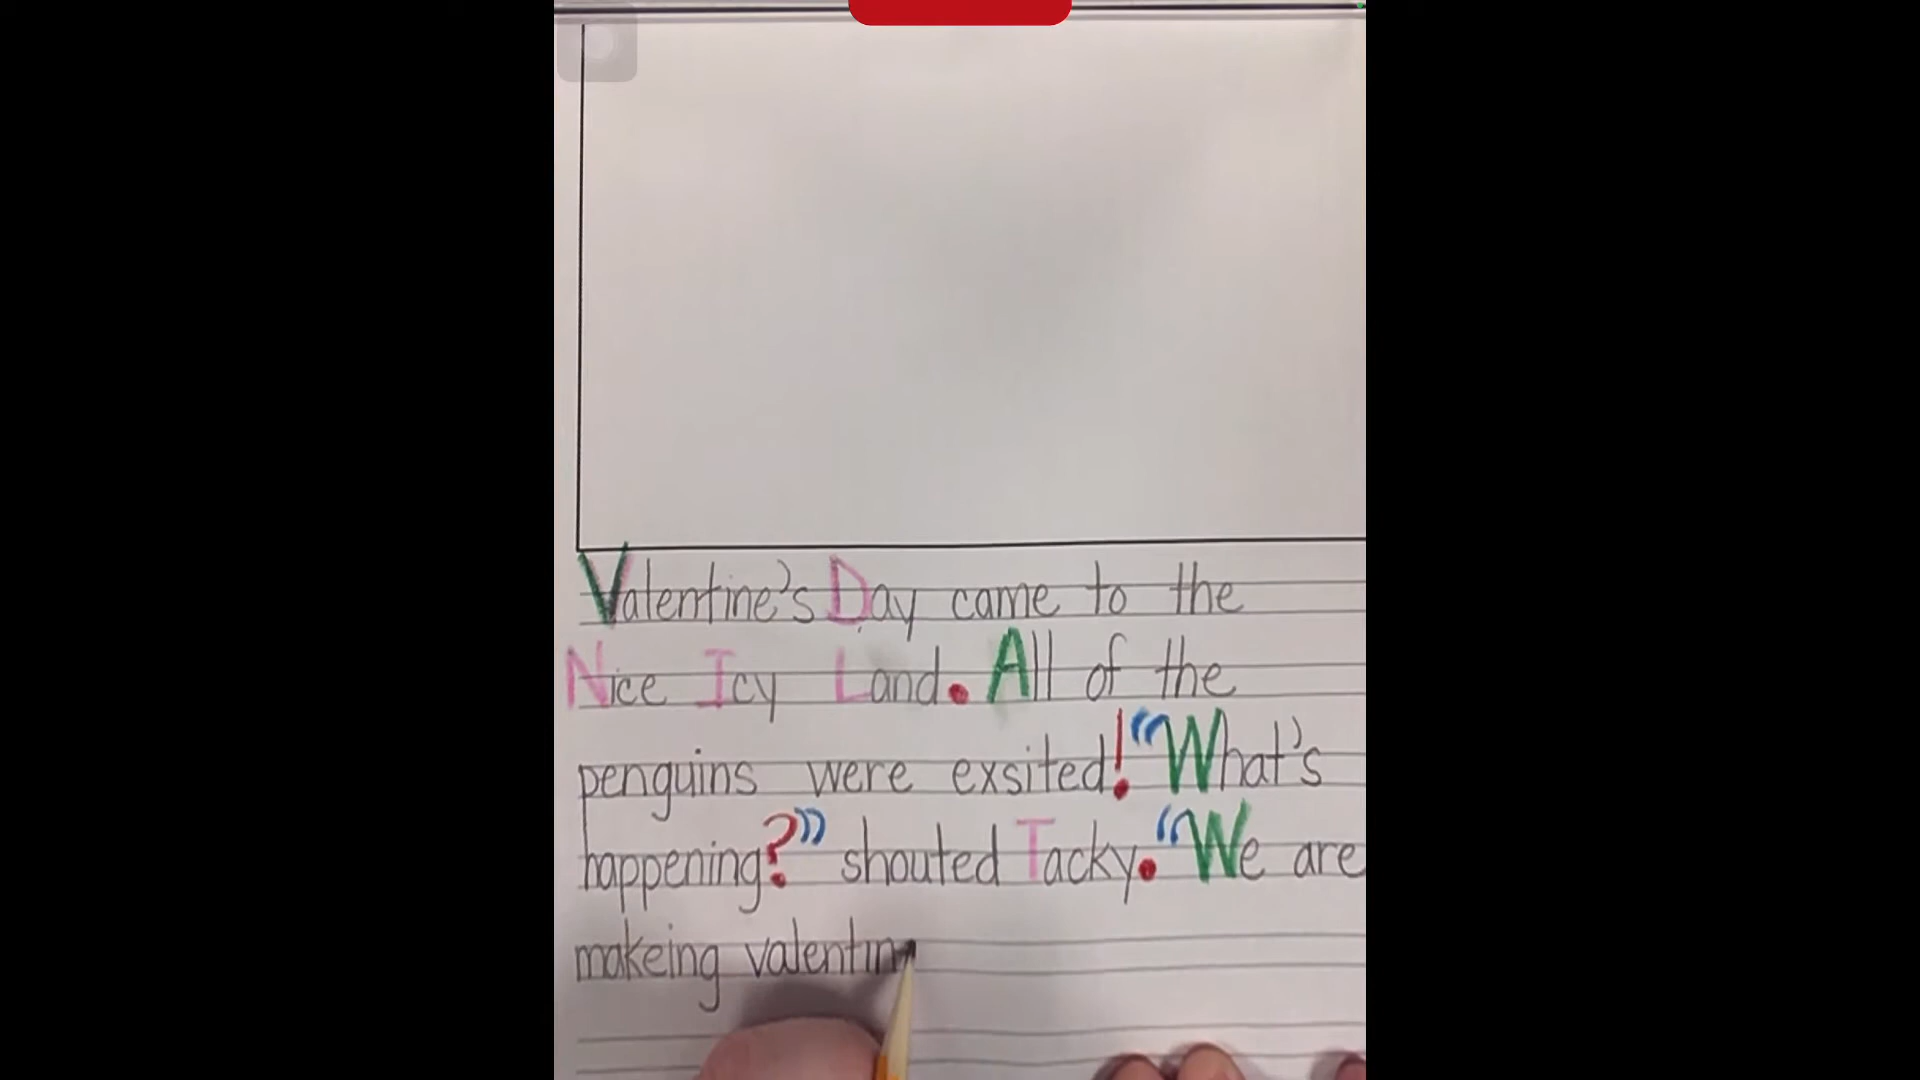 Valentine's Day came to the
Nice Icy Land. All of the
penguins were exsited! "What's
happening?" shouted Tacky. "We are
makeing valentin